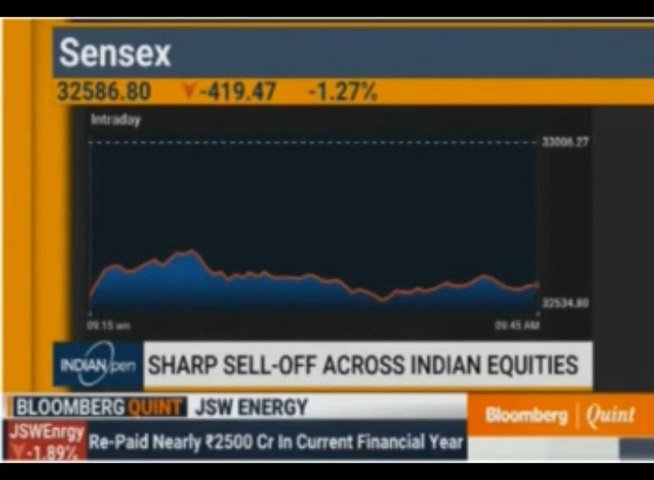 Sensex
32586.80 -419.47 -1.27%
Intraday
33006.27
32534.80
09:15 am 09:45 AM
INDIAN open SHARP SELL-OFF ACROSS INDIAN EQUITIES
BLOOMBERG QUINT JSW ENERGY
Bloomberg | Quint
JSWEnrgy
-1.89%
Re-Paid Nearly ₹2500 Cr In Current Financial Year